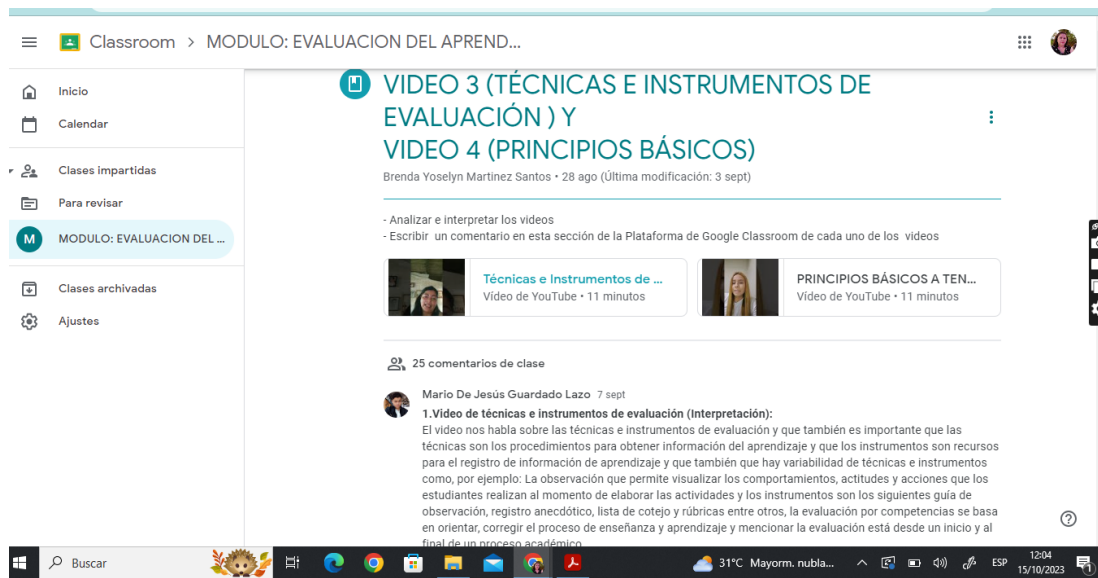 Classroom > MODULO: EVALUACION DEL APREND...
Inicio
Calendar
Clases impartidas
Para revisar
M MODULO: EVALUACION DEL ...
Clases archivadas
Ajustes
VIDEO 3 (TÉCNICAS E INSTRUMENTOS DE
EVALUACIÓN ) Y
VIDEO 4 (PRINCIPIOS BÁSICOS)
Brenda Yoselyn Martinez Santos • 28 ago (Última modificación: 3 sept)
- Analizar e interpretar los videos
- Escribir un comentario en esta sección de la Plataforma de Google Classroom de cada uno de los videos
Técnicas e Instrumentos de ...
Vídeo de YouTube • 11 minutos
PRINCIPIOS BÁSICOS A TEN...
Vídeo de YouTube • 11 minutos
25 comentarios de clase
Mario De Jesús Guardado Lazo 7 sept
1.Video de técnicas e instrumentos de evaluación (Interpretación):
El video nos habla sobre las técnicas e instrumentos de evaluación y que también es importante que las
técnicas son los procedimientos para obtener información del aprendizaje y que los instrumentos son recursos
para el registro de información de aprendizaje y que también que hay variabilidad de técnicas e instrumentos
como, por ejemplo: La observación que permite visualizar los comportamientos, actitudes y acciones que los
estudiantes realizan al momento de elaborar las actividades y los instrumentos son los siguientes guía de
observación, registro anecdótico, lista de cotejo y rúbricas entre otros, la evaluación por competencias se basa
en orientar, corregir el proceso de enseñanza y aprendizaje y mencionar la evaluación está desde un inicio y al
final de un proceso académico
Buscar
31°C Mayorm. nubla...
ESP
12:04
15/10/2023
1